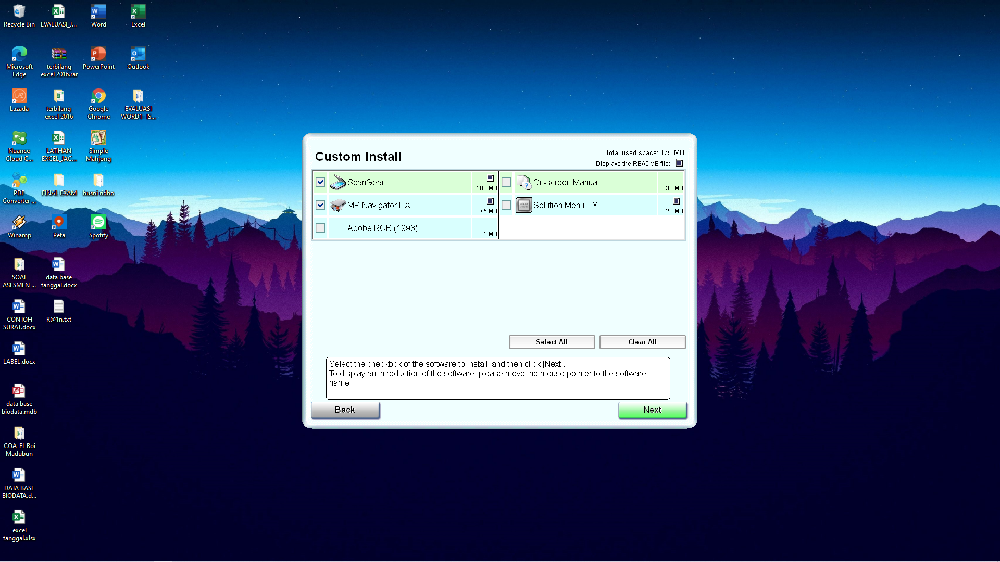 Recycle Bin
EVALUASI_J...
Word
Excel
Microsoft
Edge
terbilang
excel 2016.rar
PowerPoint
Outlook
Lazada
terbilang
excel 2016
Google
Chrome
EVALUASI
WORD1- IS...
Nuance
Cloud C...
LATIHAN
EXCEL_JAC...
Simple
Mahjong
PDF
Converter ...
FINAL EXAM
husni ridho
Winamp
Peta
Spotify
SOAL
ASESMEN ...
data base
tanggal.docx
CONTOH
SURAT.docx
R@1n.txt
LABEL.docx
data base
biodata.mdb
COA-El-Roi
Madubun
DATA BASE
BIODATA.d...
excel
tanggal.xlsx
Custom Install
Total used space: 175 MB
Displays the README file:
ScanGear
100 MB
On-screen Manual
30 MB
MP Navigator EX
75 MB
Solution Menu EX
20 MB
Adobe RGB (1998)
1 MB
Select All
Clear All
Select the checkbox of the software to install, and then click [Next].
To display an introduction of the software, please move the mouse pointer to the software
name.
Back
Next